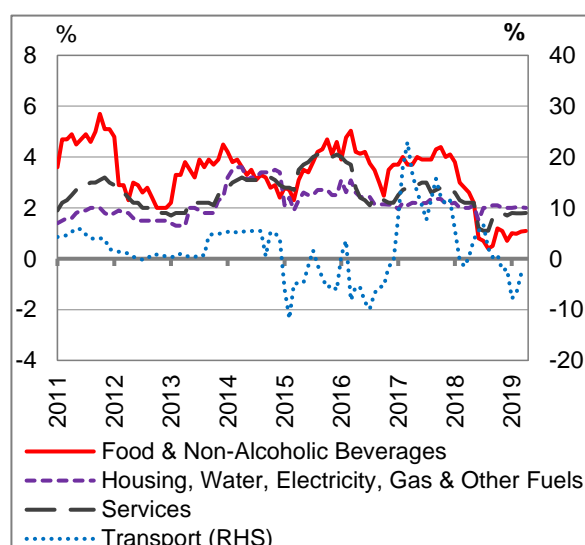 % %
8 40
6 30
4 20
2 10
0 0
-2 -10
-4 -20
2011 2012 2013 2014 2015 2016 2017 2018 2019
Food & Non-Alcoholic Beverages
Housing, Water, Electricity, Gas & Other Fuels
Services
Transport (RHS)